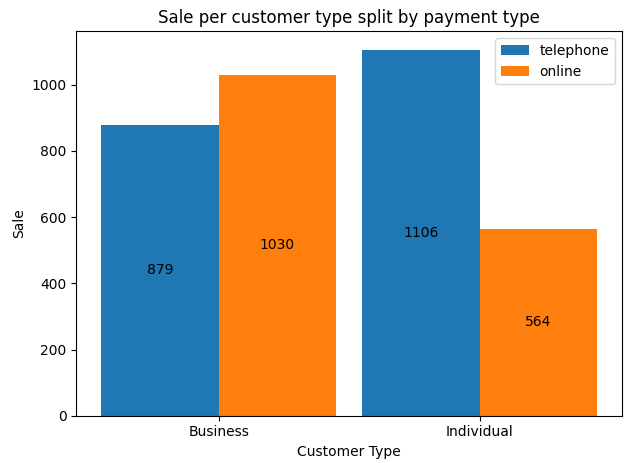 Sale per customer type split by payment type
telephone
online
1000
800
600
400
200
0
Sale
879
1030
1106
564
Business
Individual
Customer Type